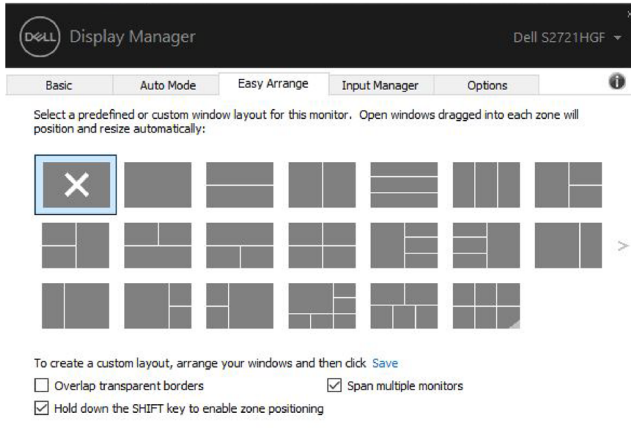 DELL Display Manager
Dell S2721HGF
Basic Auto Mode Easy Arrange Input Manager Options
Select a predefined or custom window layout for this monitor. Open windows dragged into each zone will
position and resize automatically:
To create a custom layout, arrange your windows and then click Save
Overlap transparent borders
Span multiple monitors
Hold down the SHIFT key to enable zone positioning